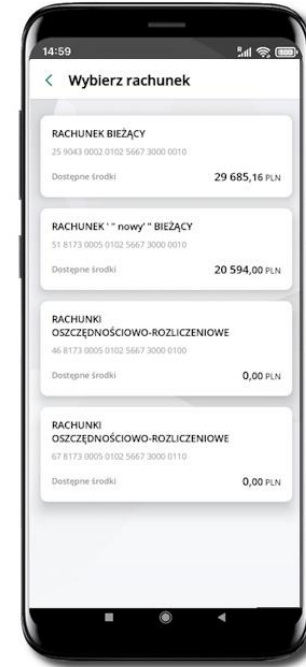 14:59
Wybierz rachunek
RACHUNEK BIEŻĄCY
25 9043 0002 0102 5667 3000 0010
Dostępne środki 29 685,16 PLN
RACHUNEK ' " nowy' " BIEŻĄCY
51 8173 0005 0102 5667 3000 0010
Dostępne środki 20 594,00 PLN
RACHUNKI
OSZCZĘDNOŚCIOWO-ROZLICZENIOWE
46 8173 0005 0102 5667 3000 0100
Dostępne środki 0,00 PLN
RACHUNKI
OSZCZĘDNOŚCIOWO-ROZLICZENIOWE
67 8173 0005 0102 5667 3000 0110
Dostępne środki 0,00 PLN